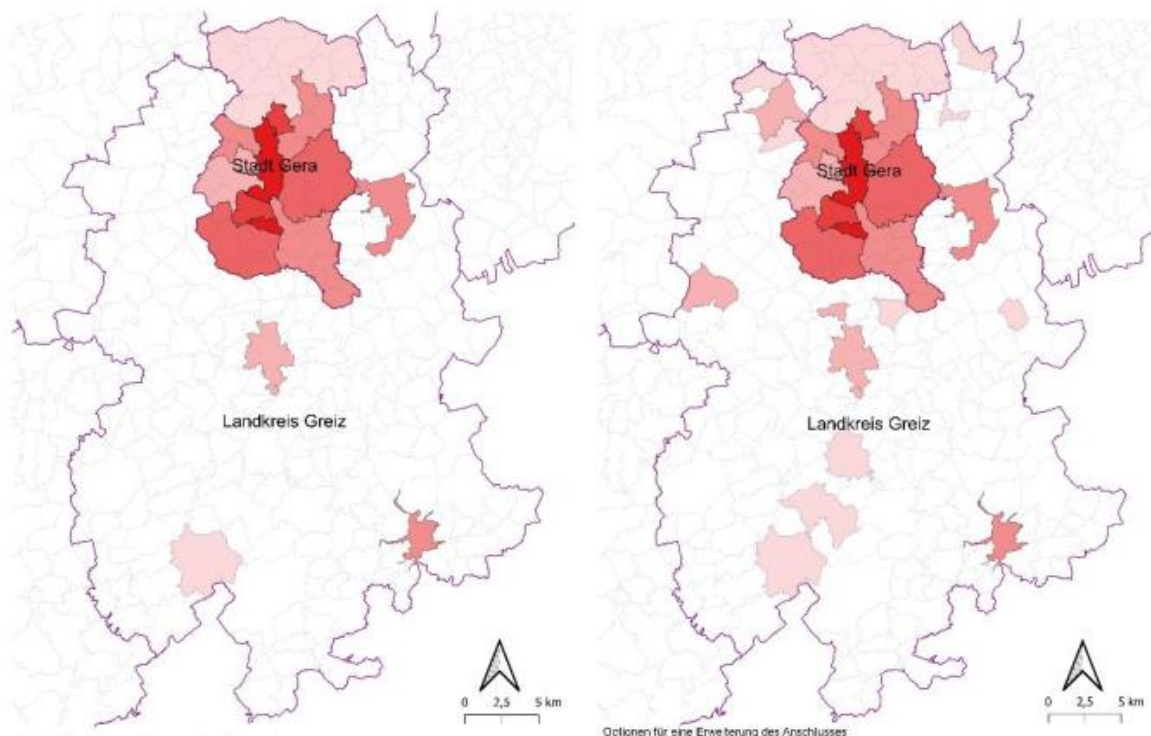 Stadt Gera
Landkreis Greiz
0 2,5 5 km
Stadt Gera
Landkreis Greiz
0 2,5 5 km
Optionen für eine Erweiterung des Anschlusses